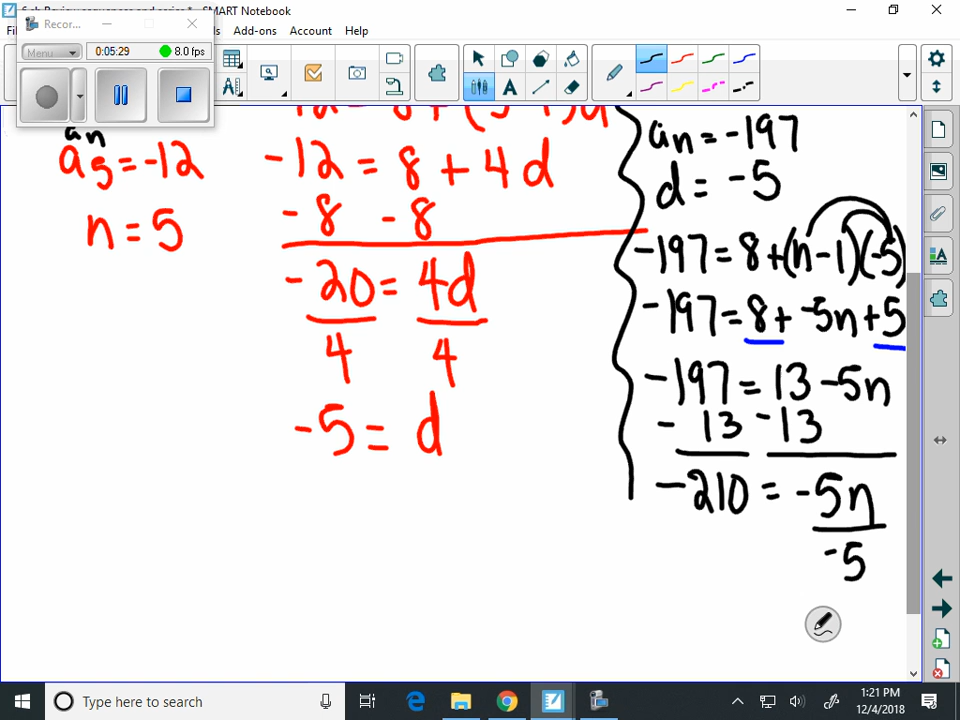 SMART Notebook
Recor...
Add-ons Account Help
Menu 0:05:29 8.0 fps
an
a5 = -12
n = 5
-12 = 8 + 4d
-8 -8
-20 = 4d
4 4
-5 = d
an = -197
d = -5
-197 = 8 + (n - 1)(-5)
-197 = 8 + -5n + 5
-197 = 13 - 5n
- 13 - 13
-210 = -5n
-5
Type here to search
1:21 PM
12/4/2018